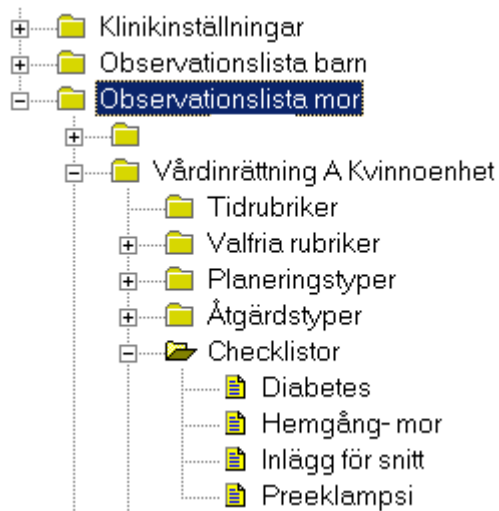 Klinikinställningar
Observationslista barn
Observationslista mor
Vårdinrättning A Kvinnoenhet
Tidrubriker
Valfria rubriker
Planeringstyper
Åtgärdstyper
Checklistor
Diabetes
Hemgång- mor
Inlägg för snitt
Preeklampsi